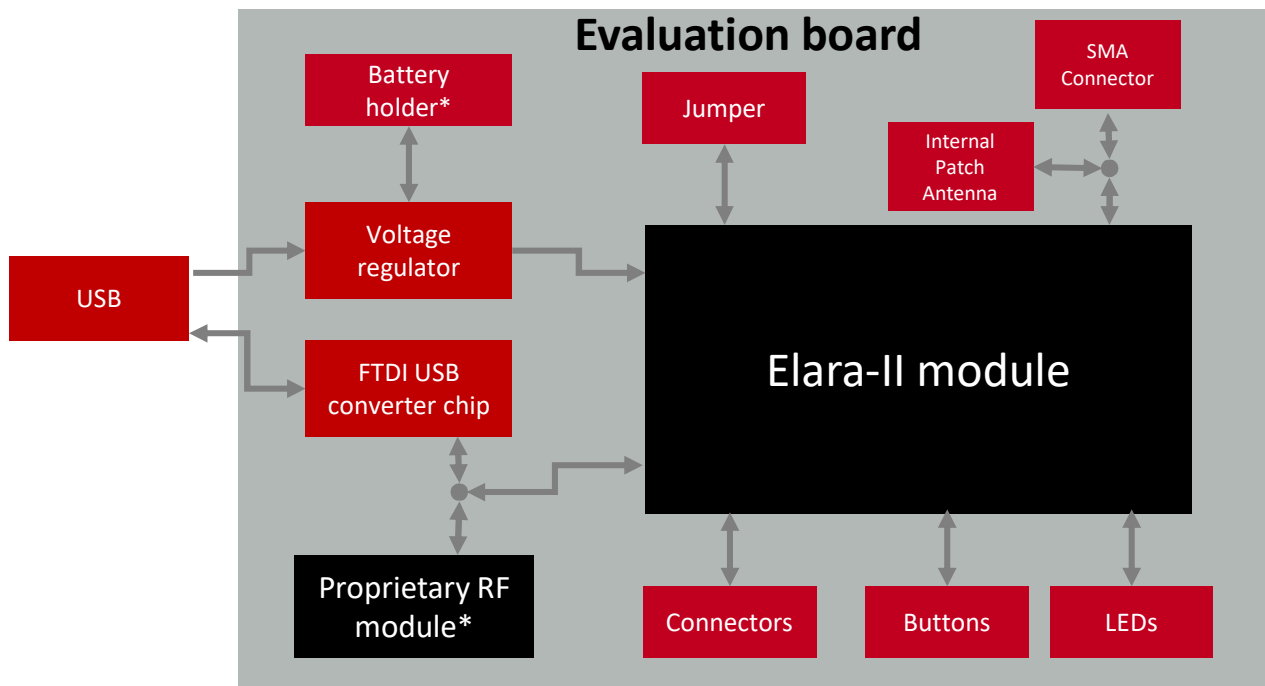 Evaluation board
Battery
holder*
Jumper
SMA
Connector
Internal
Patch
Antenna
Voltage
regulator
USB
FTDI USB
converter chip
Elara-II module
Proprietary RF
module*
Connectors
Buttons
LEDs